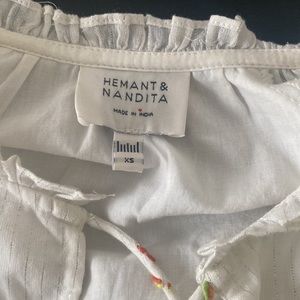 HEMANT &
NANDITA
MADE IN INDIA
XS